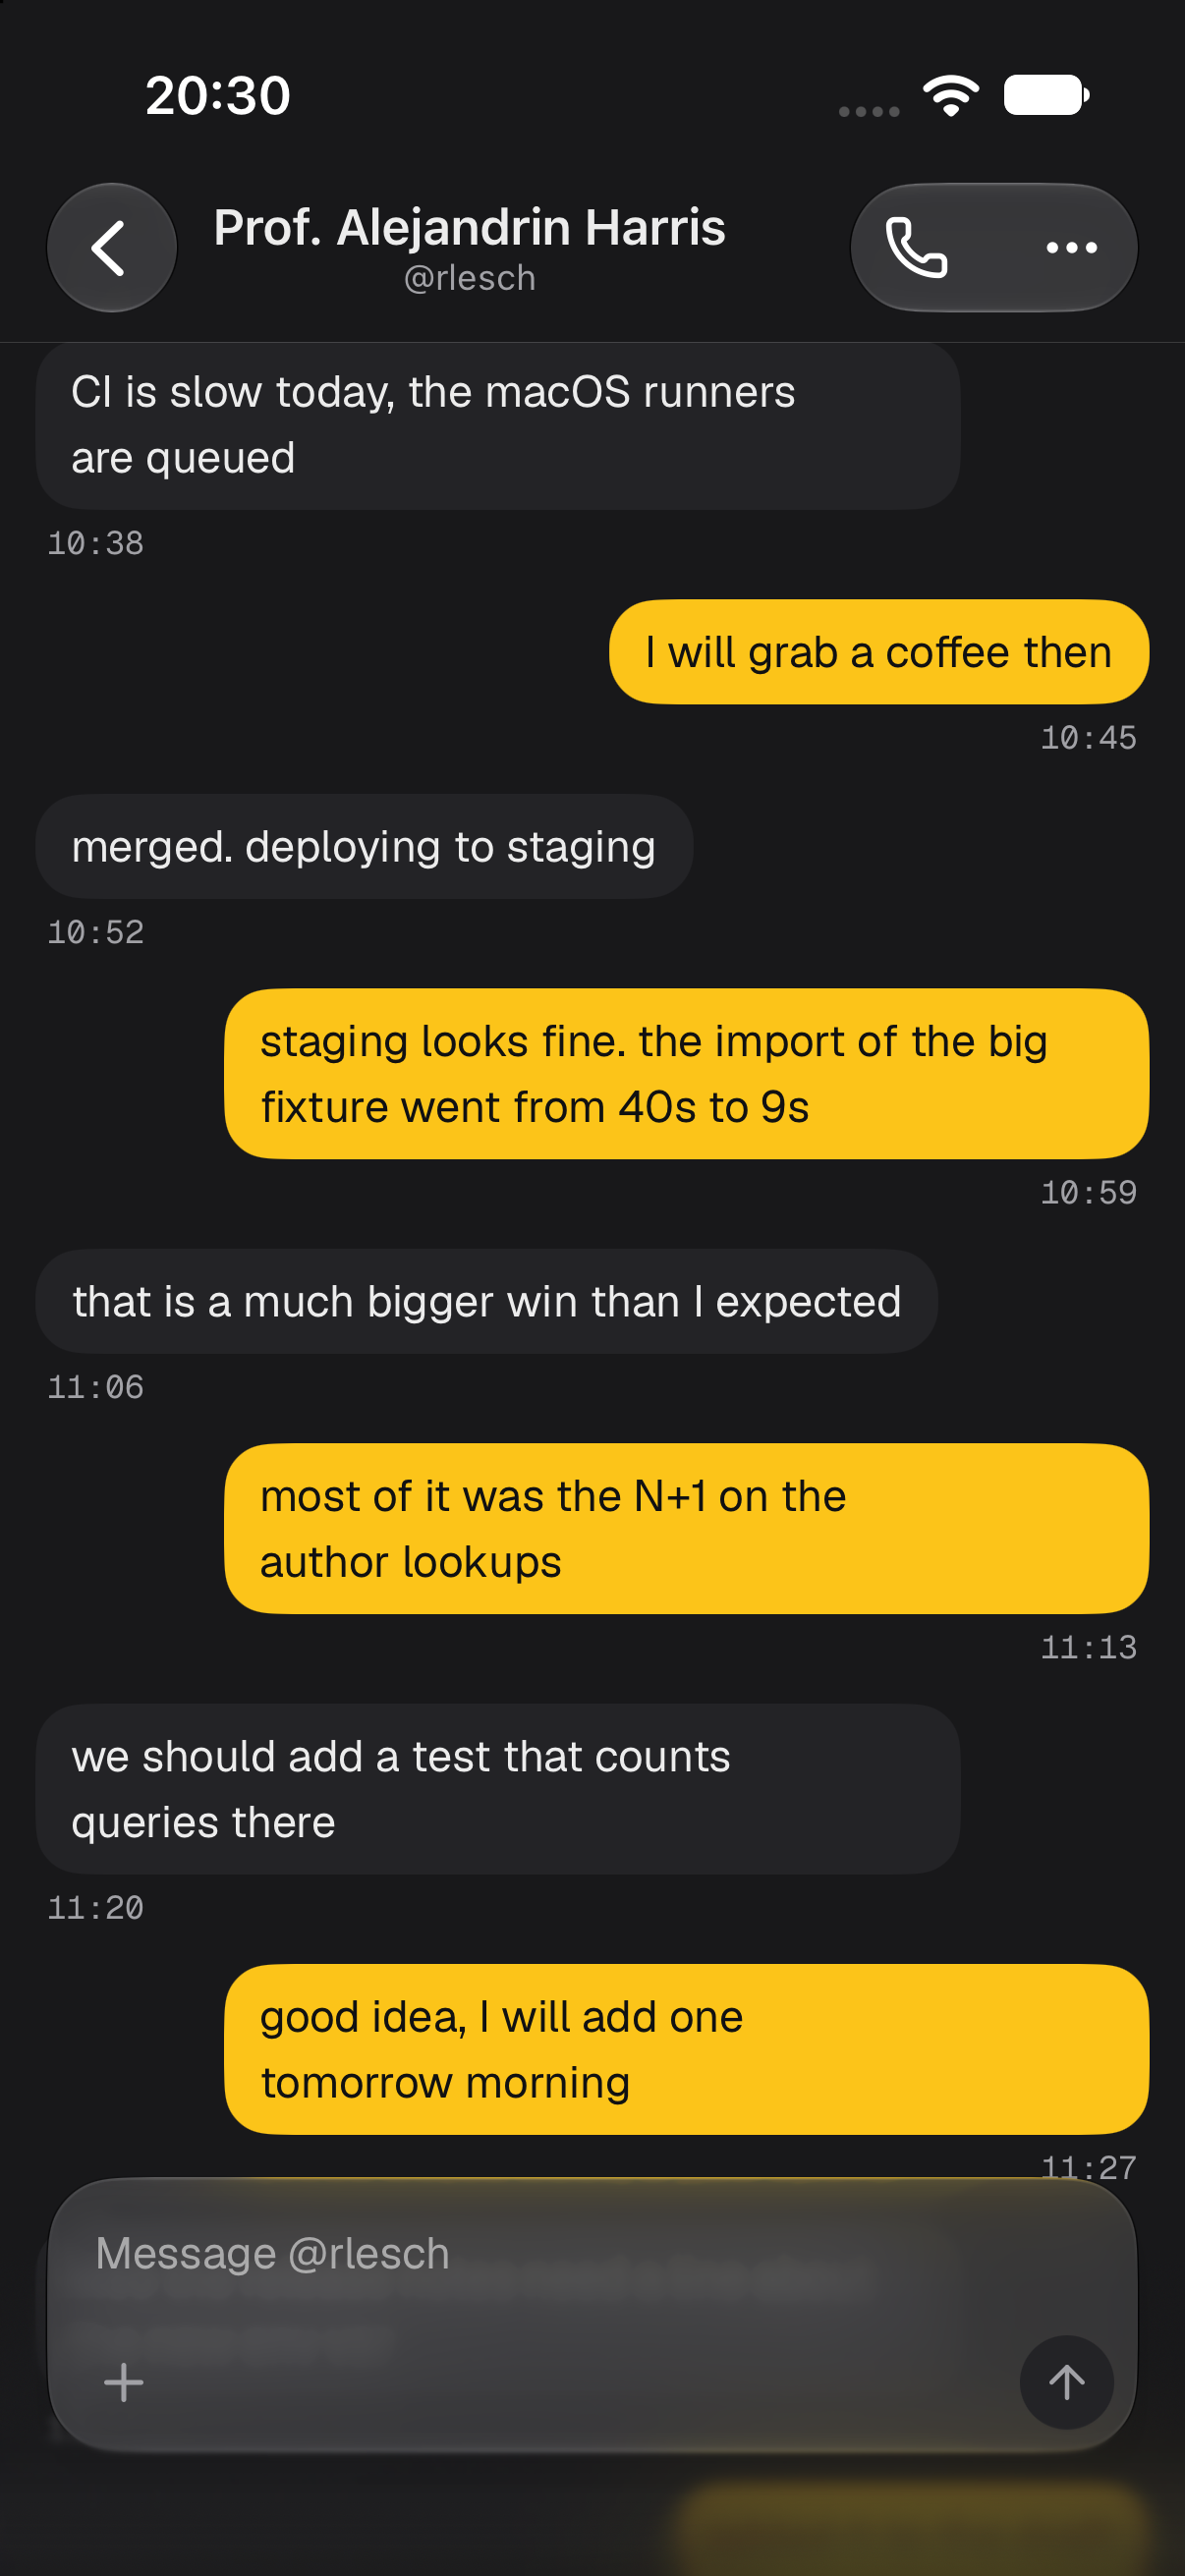 20:30
Prof. Alejandrin Harris
@rlesch
CI is slow today, the macOS runners
are queued
10:38
I will grab a coffee then
10:45
merged. deploying to staging
10:52
staging looks fine. the import of the big
fixture went from 40s to 9s
10:59
that is a much bigger win than I expected
11:06
most of it was the N+1 on the
author lookups
11:13
we should add a test that counts
queries there
11:20
good idea, I will add one
tomorrow morning
11:27
Message @rlesch